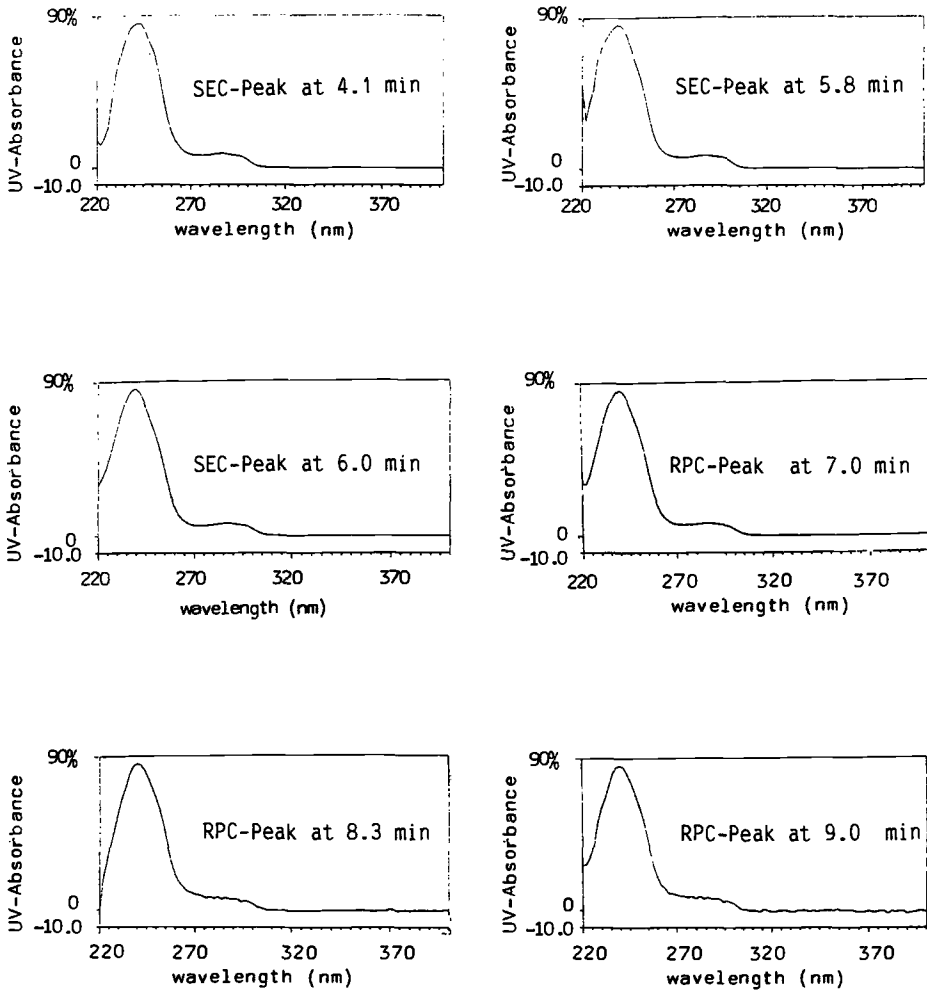 90%
UV-Absorbance
SEC-Peak at 4.1 min
0
-10.0
220 270 320 370
wavelength (nm)
90%
UV-Absorbance
SEC-Peak at 5.8 min
0
-10.0
220 270 320 370
wavelength (nm)
90%
UV-Absorbance
SEC-Peak at 6.0 min
0
-10.0
220 270 320 370
wavelength (nm)
90%
UV-Absorbance
RPC-Peak at 7.0 min
0
-10.0
220 270 320 370
wavelength (nm)
90%
UV-Absorbance
RPC-Peak at 8.3 min
0
-10.0
220 270 320 370
wavelength (nm)
90%
UV-Absorbance
RPC-Peak at 9.0 min
0
-10.0
220 270 320 370
wavelength (nm)